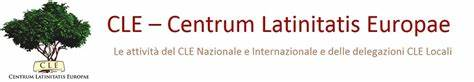 CLE – Centrum Latinitatis Europae
Le attività del CLE Nazionale e Internazionale e delle delegazioni CLE Locali
CLE
CENTRUM LATINITATIS EUROPAE